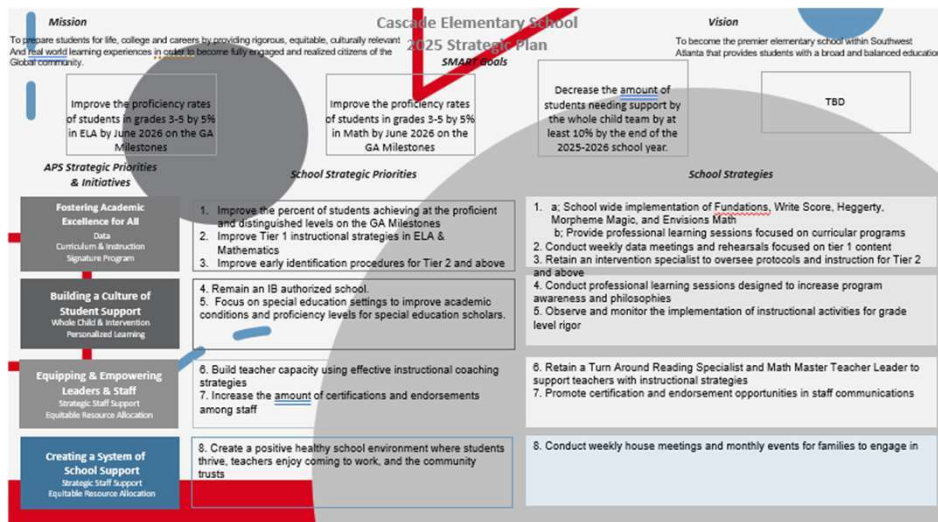 Cascade Elementary School
2025 Strategic Plan
Mission
To prepare students for life, college and careers by providing rigorous, equitable, culturally relevant
And real world learning experiences in order to become fully engaged and realized citizens of the
Global community.
Vision
To become the premier elementary school within Southwest
Atlanta that provides students with a broad and balanced education
SMART Goals
Improve the proficiency rates
of students in grades 3-5 by 5%
in ELA by June 2026 on the GA
Milestones
Improve the proficiency rates
of students in grades 3-5 by 5%
in Math by June 2026 on the
GA Milestones
Decrease the amount of
students needing support by
the whole child team by at
least 10% by the end of the
2025-2026 school year.
TBD
APS Strategic Priorities
& Initiatives
School Strategic Priorities
School Strategies
Fostering Academic
Excellence for All
Data
Curriculum & Instruction
Signature Program
1. Improve the percent of students achieving at the proficient
and distinguished levels on the GA Milestones
2. Improve Tier 1 instructional strategies in ELA &
Mathematics
3. Improve early identification procedures for Tier 2 and above
1. a; School wide implementation of Fundations, Write Score, Heggerty,
Morpheme Magic, and Envisions Math
b; Provide professional learning sessions focused on curricular programs
2. Conduct weekly data meetings and rehearsals focused on tier 1 content
3. Retain an intervention specialist to oversee protocols and instruction for Tier 2
and above
Building a Culture of
Student Support
Whole Child & Intervention
Personalized Learning
4. Remain an IB authorized school.
5. Focus on special education settings to improve academic
conditions and proficiency levels for special education scholars.
4. Conduct professional learning sessions designed to increase program
awareness and philosophies
5. Observe and monitor the implementation of instructional activities for grade
level rigor
Equipping & Empowering
Leaders & Staff
Strategic Staff Support
Equitable Resource Allocation
6. Build teacher capacity using effective instructional coaching
strategies
7. Increase the amount of certifications and endorsements
among staff
6. Retain a Turn Around Reading Specialist and Math Master Teacher Leader to
support teachers with instructional strategies
7. Promote certification and endorsement opportunities in staff communications
Creating a System of
School Support
Strategic Staff Support
Equitable Resource Allocation
8. Create a positive healthy school environment where students
thrive, teachers enjoy coming to work, and the community
trusts
8. Conduct weekly house meetings and monthly events for families to engage in